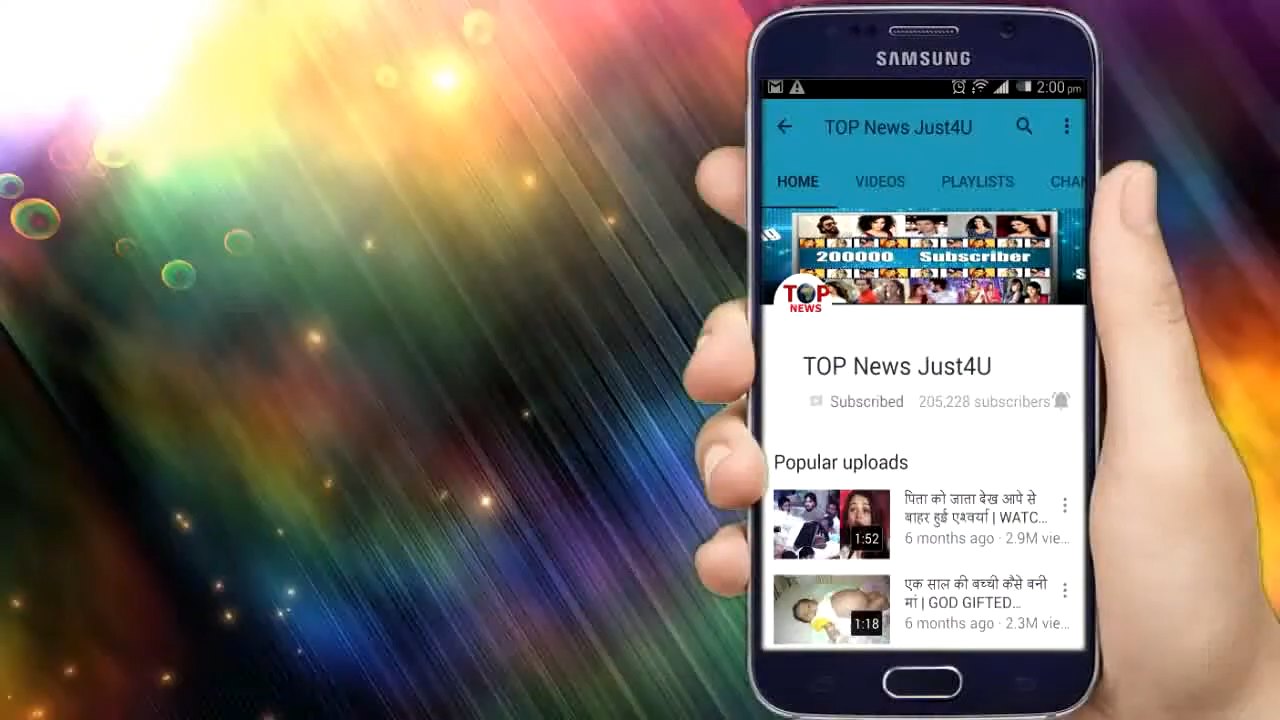 SAMSUNG
2:00 pm
TOP News Just4U
HOME VIDEOS PLAYLISTS CHAN
200000 Subscriber
TOP
NEWS
TOP News Just4U
Subscribed 205,228 subscribers
Popular uploads
पिता को जाता देख आपे से
बाहर हुई एश्वर्या | WATC...
6 months ago · 2.9M vie...
1:52
एक साल की बच्ची कैसे बनी
मां | GOD GIFTED...
6 months ago · 2.3M vie...
1:18